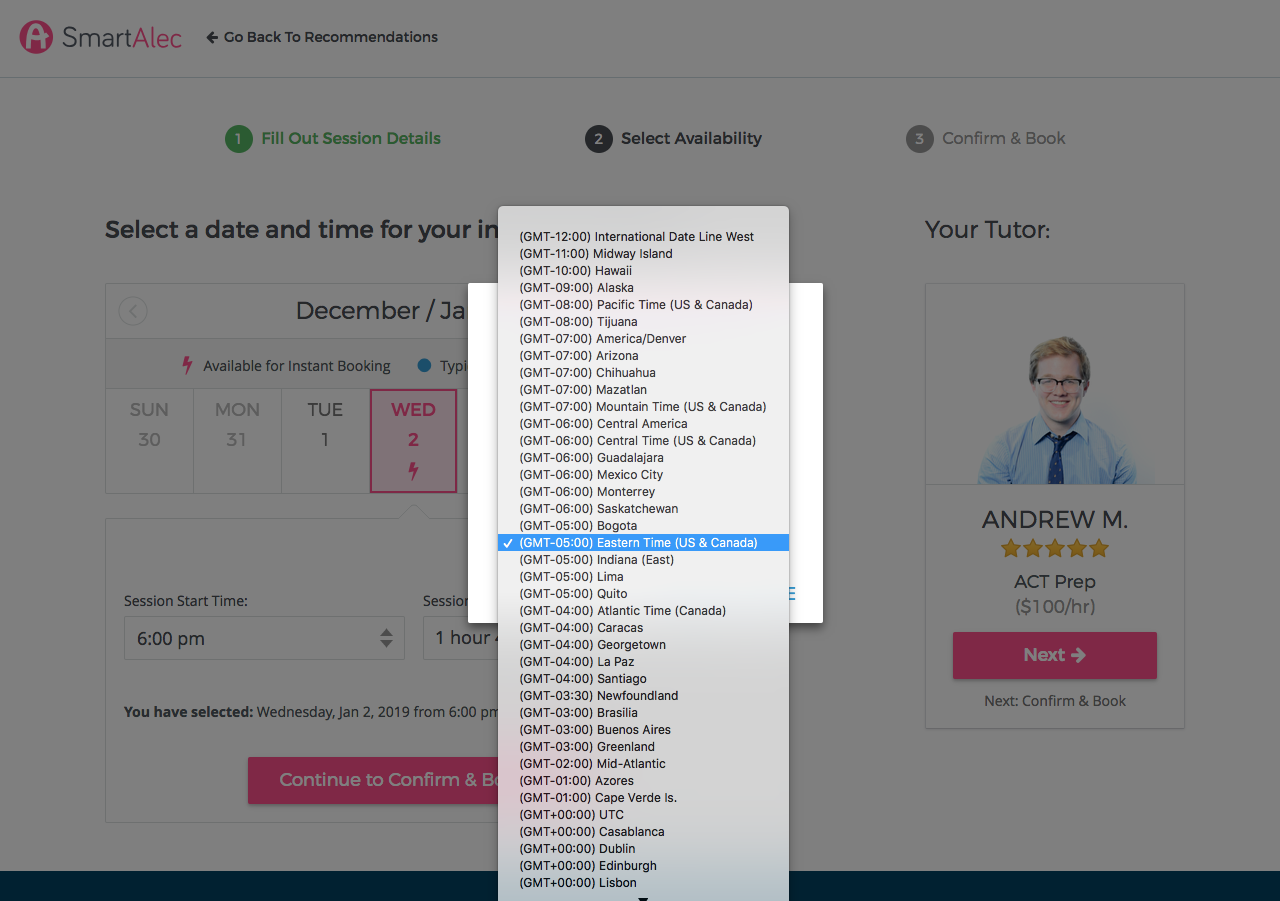 SmartAlec
Go Back To Recommendations
1 Fill Out Session Details
2 Select Availability
3 Confirm & Book
Select a date and time for your in
December / Ja
Available for Instant Booking
Typi
SUN
30
MON
31
TUE
1
WED
2
Session Start Time:
6:00 pm
Session
1 hour
You have selected: Wednesday, Jan 2, 2019 from 6:00 pm
Continue to Confirm & Bo
(GMT-12:00) International Date Line West
(GMT-11:00) Midway Island
(GMT-10:00) Hawaii
(GMT-09:00) Alaska
(GMT-08:00) Pacific Time (US & Canada)
(GMT-08:00) Tijuana
(GMT-07:00) America/Denver
(GMT-07:00) Arizona
(GMT-07:00) Chihuahua
(GMT-07:00) Mazatlan
(GMT-07:00) Mountain Time (US & Canada)
(GMT-06:00) Central America
(GMT-06:00) Central Time (US & Canada)
(GMT-06:00) Guadalajara
(GMT-06:00) Mexico City
(GMT-06:00) Monterrey
(GMT-06:00) Saskatchewan
(GMT-05:00) Bogota
✓ (GMT-05:00) Eastern Time (US & Canada)
(GMT-05:00) Indiana (East)
(GMT-05:00) Lima
(GMT-05:00) Quito
(GMT-04:00) Atlantic Time (Canada)
(GMT-04:00) Caracas
(GMT-04:00) Georgetown
(GMT-04:00) La Paz
(GMT-04:00) Santiago
(GMT-03:30) Newfoundland
(GMT-03:00) Brasilia
(GMT-03:00) Buenos Aires
(GMT-03:00) Greenland
(GMT-02:00) Mid-Atlantic
(GMT-01:00) Azores
(GMT-01:00) Cape Verde Is.
(GMT+00:00) UTC
(GMT+00:00) Casablanca
(GMT+00:00) Dublin
(GMT+00:00) Edinburgh
(GMT+00:00) Lisbon
E
Your Tutor:
ANDREW M.
ACT Prep
($100/hr)
Next
Next: Confirm & Book